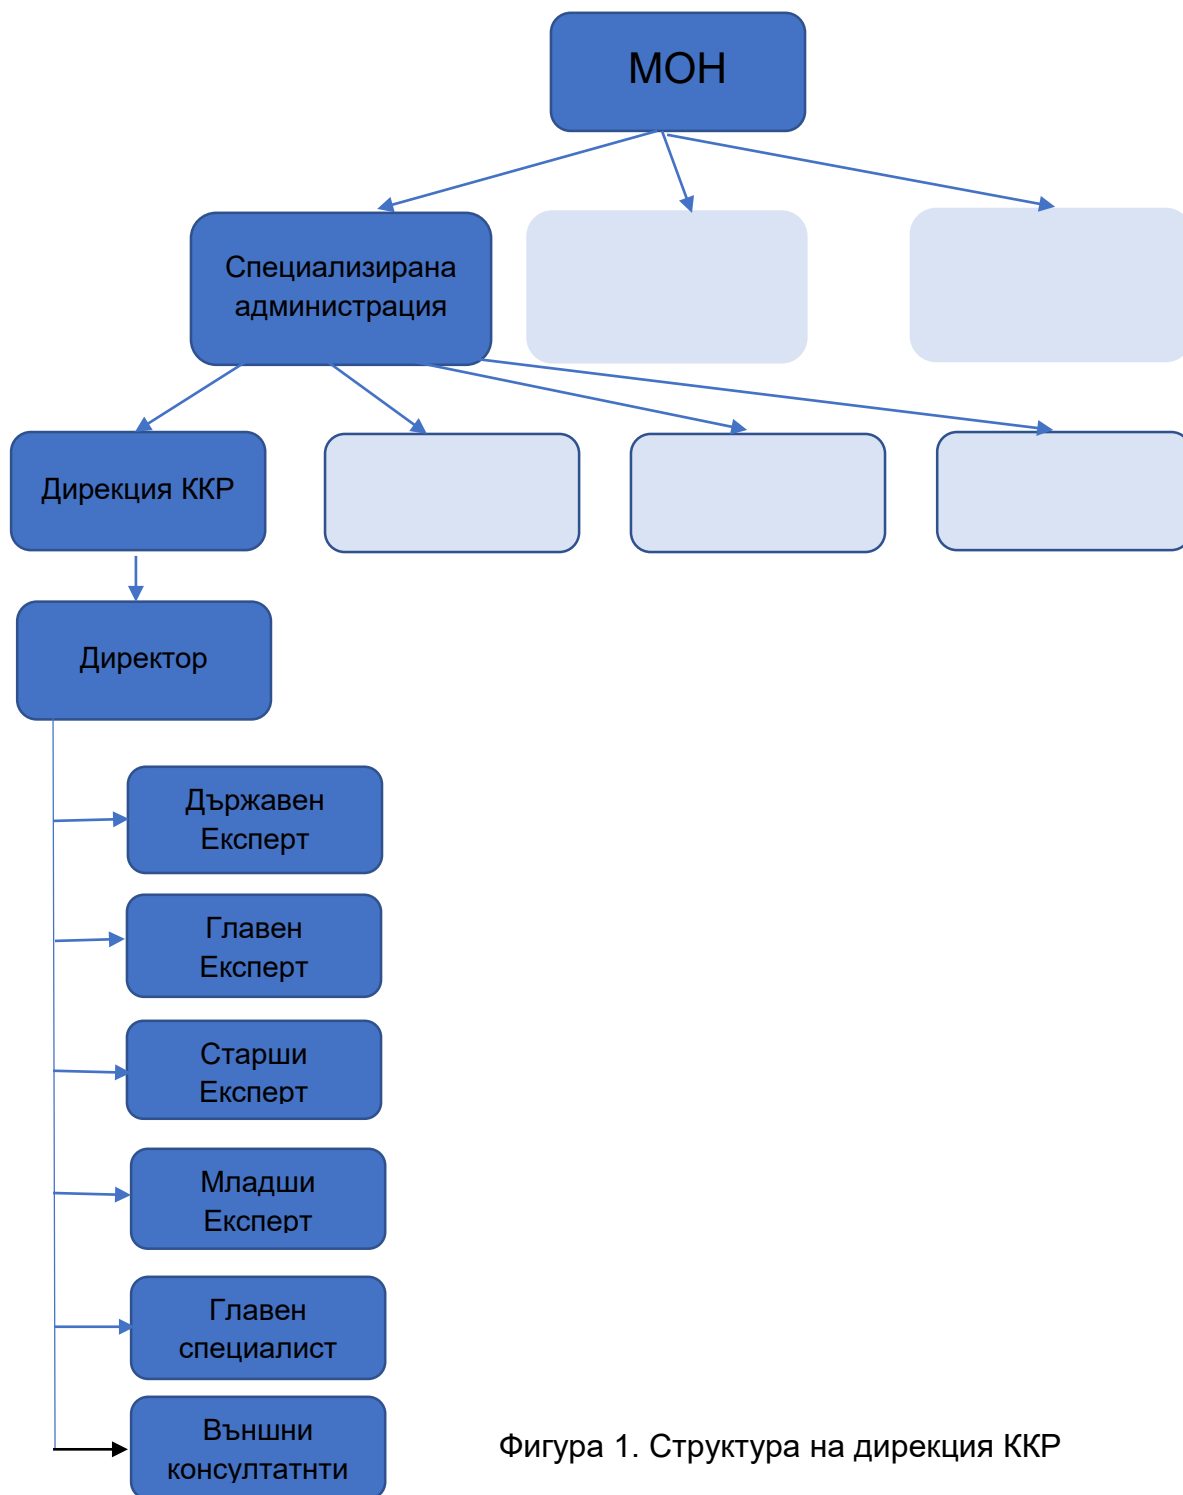 МОН
Специализирана
администрация
Дирекция ККР
Директор
Държавен
Експерт
Главен
Експерт
Старши
Експерт
Младши
Експерт
Главен
специалист
Външни
консултатнти
Фигура 1. Структура на дирекция ККР